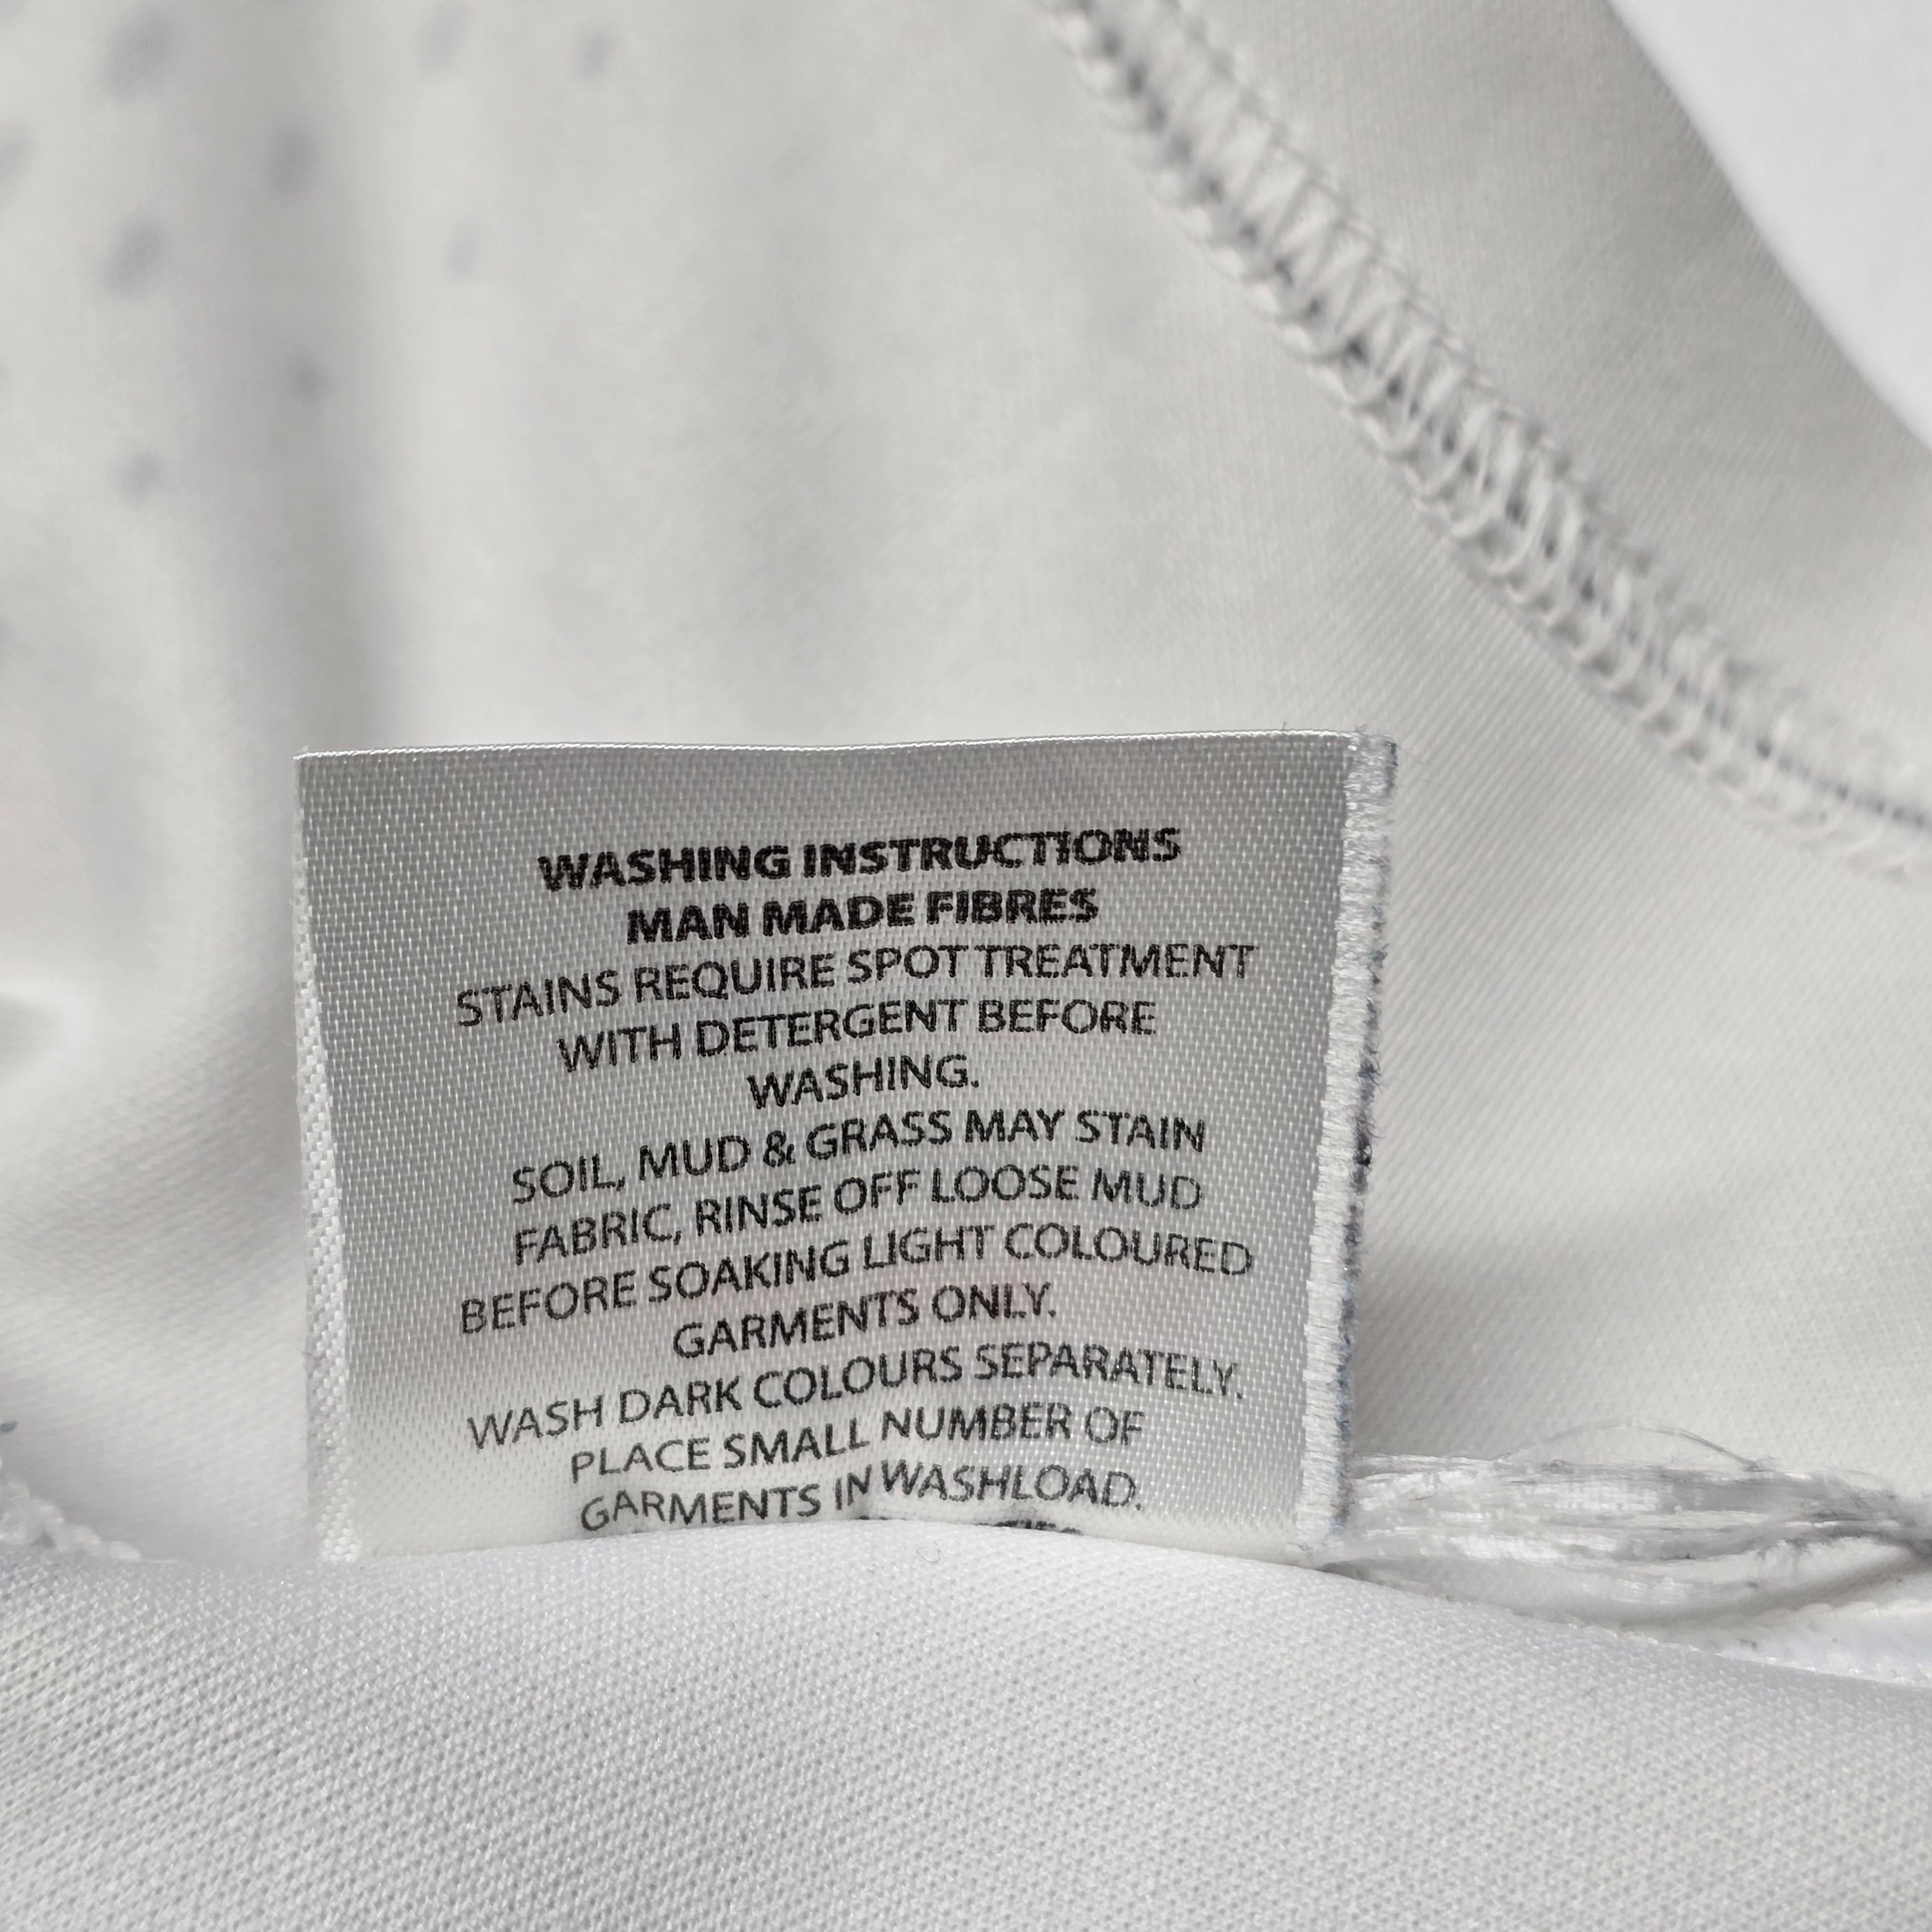 WASHING INSTRUCTIONS
MAN MADE FIBRES
STAINS REQUIRE SPOT TREATMENT
WITH DETERGENT BEFORE
WASHING.
SOIL, MUD & GRASS MAY STAIN
FABRIC, RINSE OFF LOOSE MUD
BEFORE SOAKING LIGHT COLOURED
GARMENTS ONLY.
WASH DARK COLOURS SEPARATELY.
PLACE SMALL NUMBER OF
GARMENTS IN WASHLOAD.